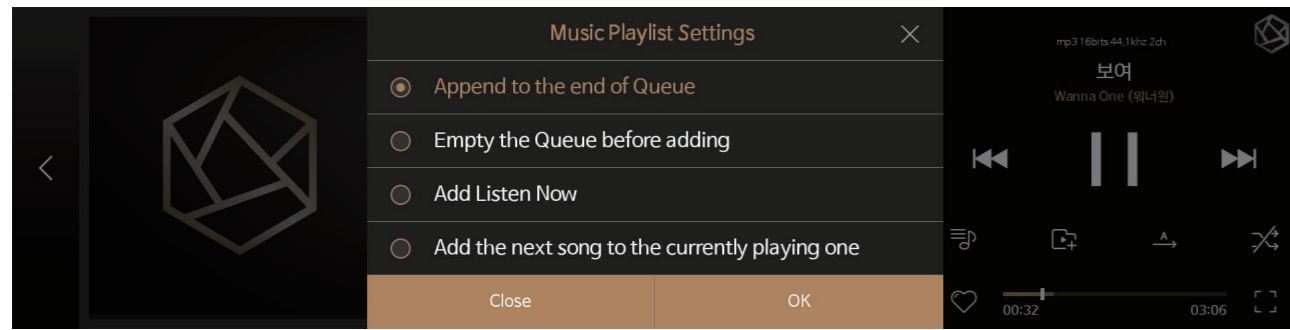 Music Playlist Settings
Append to the end of Queue
Empty the Queue before adding
Add Listen Now
Add the next song to the currently playing one
Close
OK
mp3 16bits 44.1khz 2ch
보여
Wanna One (워너원)
A
00:32
03:06